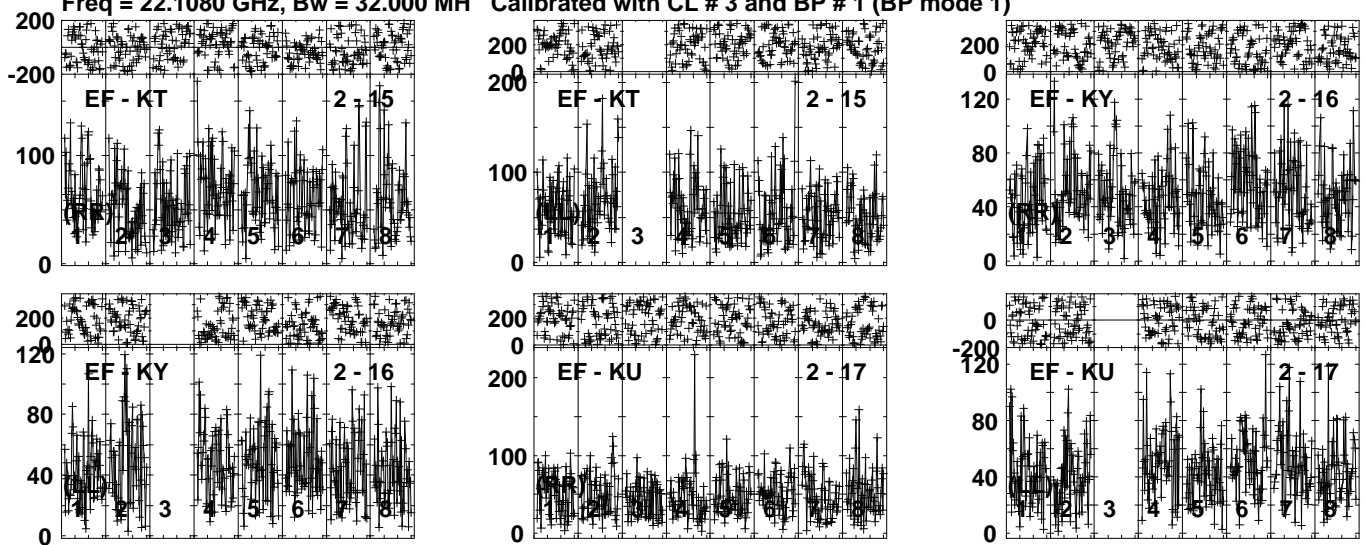 Freq = 22.1080 GHz, Bw = 32.000 MH Calibrated with CL # 3 and BP # 1 (BP mode 1)
200
-200
EF - KT 2 - 15
100
(RR)
1 2 3 4 5 6 7 8
0
200
0
200
EF - KT 2 - 15
100
(LL)
1 2 3 4 5 6 7 8
0
200
0
120
EF - KY 2 - 16
80
40
(RR)
1 2 3 4 5 6 7 8
0
200
0
120
EF - KY 2 - 16
80
40
(LL)
1 2 3 4 5 6 7 8
0
200
0
200
EF - KU 2 - 17
100
(RR)
1 2 3 4 5 6 7 8
0
0
-200
120
EF - KU 2 - 17
80
40
(LL)
1 2 3 4 5 6 7 8
0